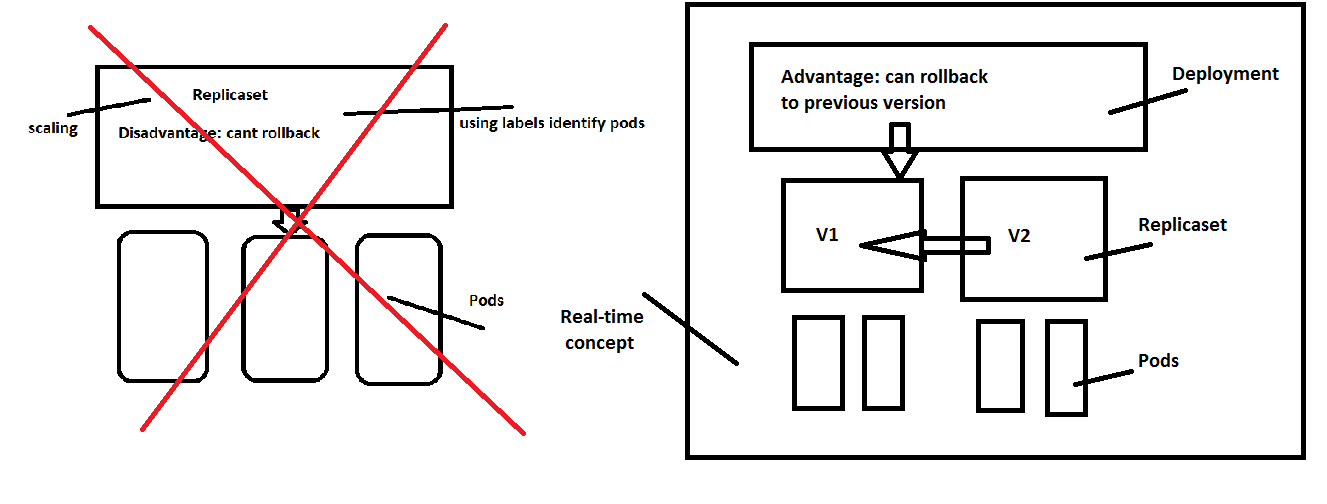 Replicaset
scaling
Disadvantage: cant rollback
using labels identify pods
Pods
Advantage: can rollback
to previous version
Deployment
V1
V2
Replicaset
Real-time
concept
Pods